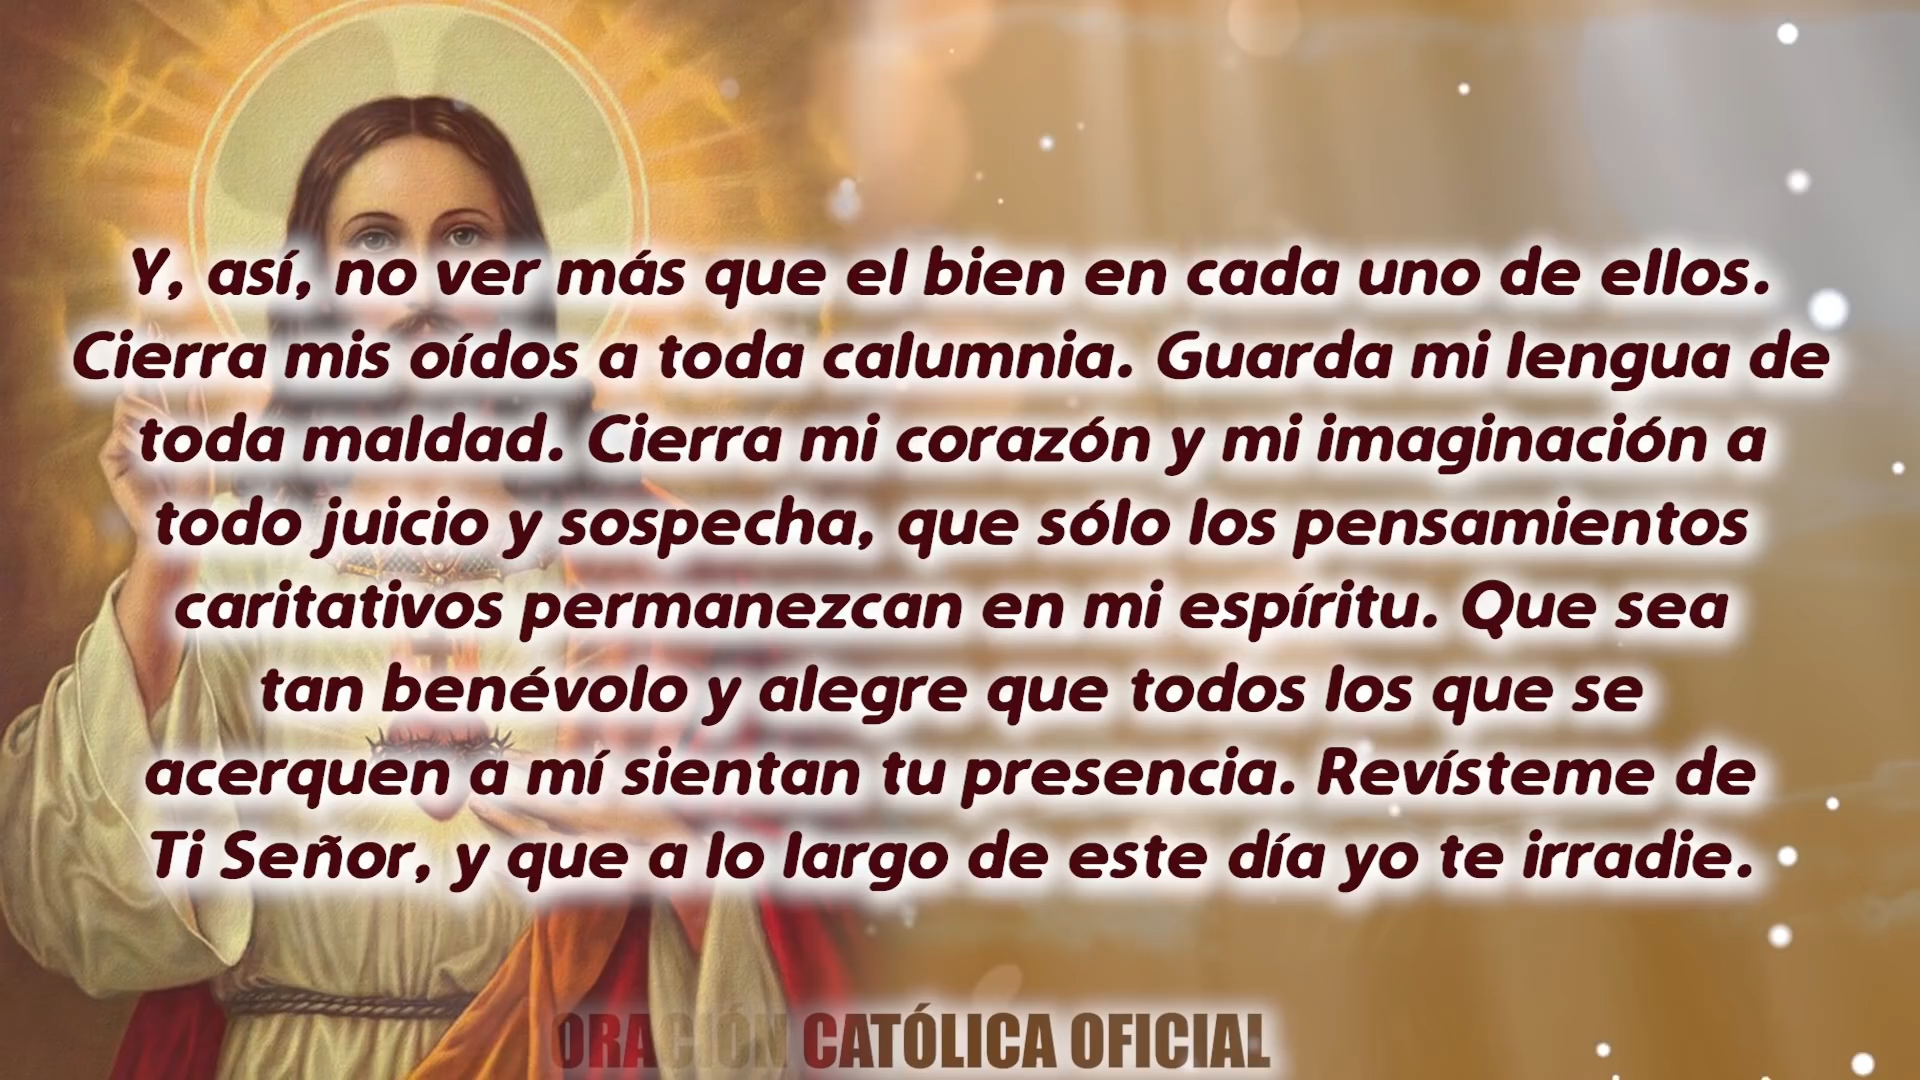 Y, así, no ver más que el bien en cada uno de ellos.
Cierra mis oídos a toda calumnia. Guarda mi lengua de
toda maldad. Cierra mi corazón y mi imaginación a
todo juicio y sospecha, que sólo los pensamientos
caritativos permanezcan en mi espíritu. Que sea
tan benévolo y alegre que todos los que se
acerquen a mí sientan tu presencia. Revísteme de
Ti Señor, y que a lo largo de este día yo te irradie.
ORACIÓN CATÓLICA OFICIAL